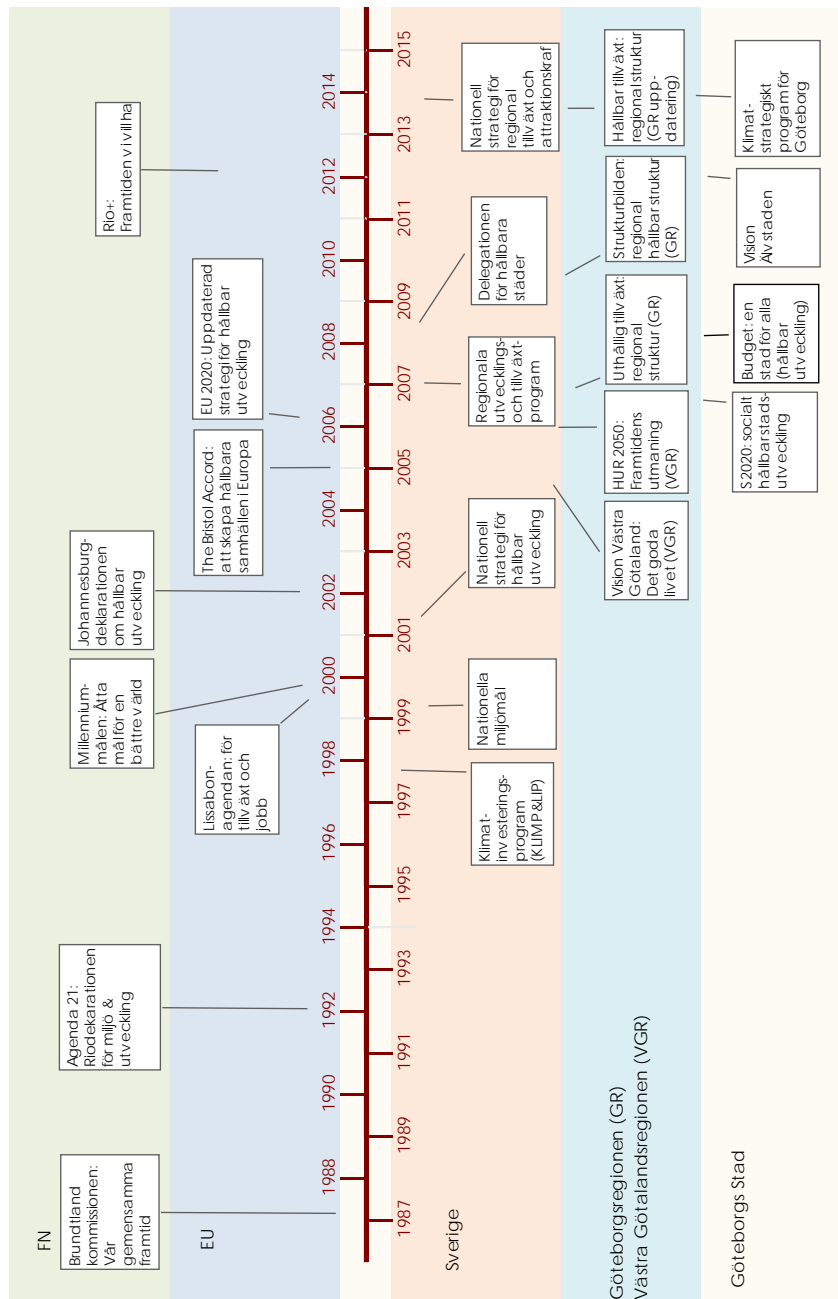 FN
Brundtland
kommissionen:
Vår
gemensamma
framtid
Agenda 21:
Riodekarationen
för miljö &
utveckling
Millennium-
målen: Åtta
mål för en
bättre värld
Johannesburg-
deklarationen
om hållbar
utveckling
Rio+:
Framtiden vi vill ha
EU
Lissabon-
agendan: för
tillväxt och
jobb
The Bristol Accord:
att skapa hållbara
samhällen i Europa
EU 2020: Uppdaterad
strategi för hållbar
utveckling
1987
1988
1989
1990
1991
1992
1993
1994
1995
1996
1997
1998
1999
2000
2001
2002
2003
2004
2005
2006
2007
2008
2009
2010
2011
2012
2013
2014
2015
Sverige
Klimat-
investerings-
program
(KLIMP&LIP)
Nationella
miljömål
Nationell
strategi för
hållbar
utveckling
Regionala
utvecklings-
och tillväxt-
program
Delegationen
för hållbara
städer
Nationell
strategi för
regional
tillväxt och
attraktionskraf
Göteborgsregionen (GR)
Västra Götalandsregionen (VGR)
Vision Västra
Götaland:
Det goda
livet (VGR)
HUR 2050:
Framtidens
utmaning
(VGR)
Uthållig tillväxt:
regional
struktur (GR)
Strukturbilden:
regional
hållbar struktur
(GR)
Hållbar tillväxt:
regional struktur
(GR upp-
datering)
Göteborgs Stad
S2020: socialt
hållbar stads-
utveckling
Budget: en
stad för alla
(hållbar
utveckling)
Vision
Älvstaden
Klimat-
strategiskt
program för
Göteborg